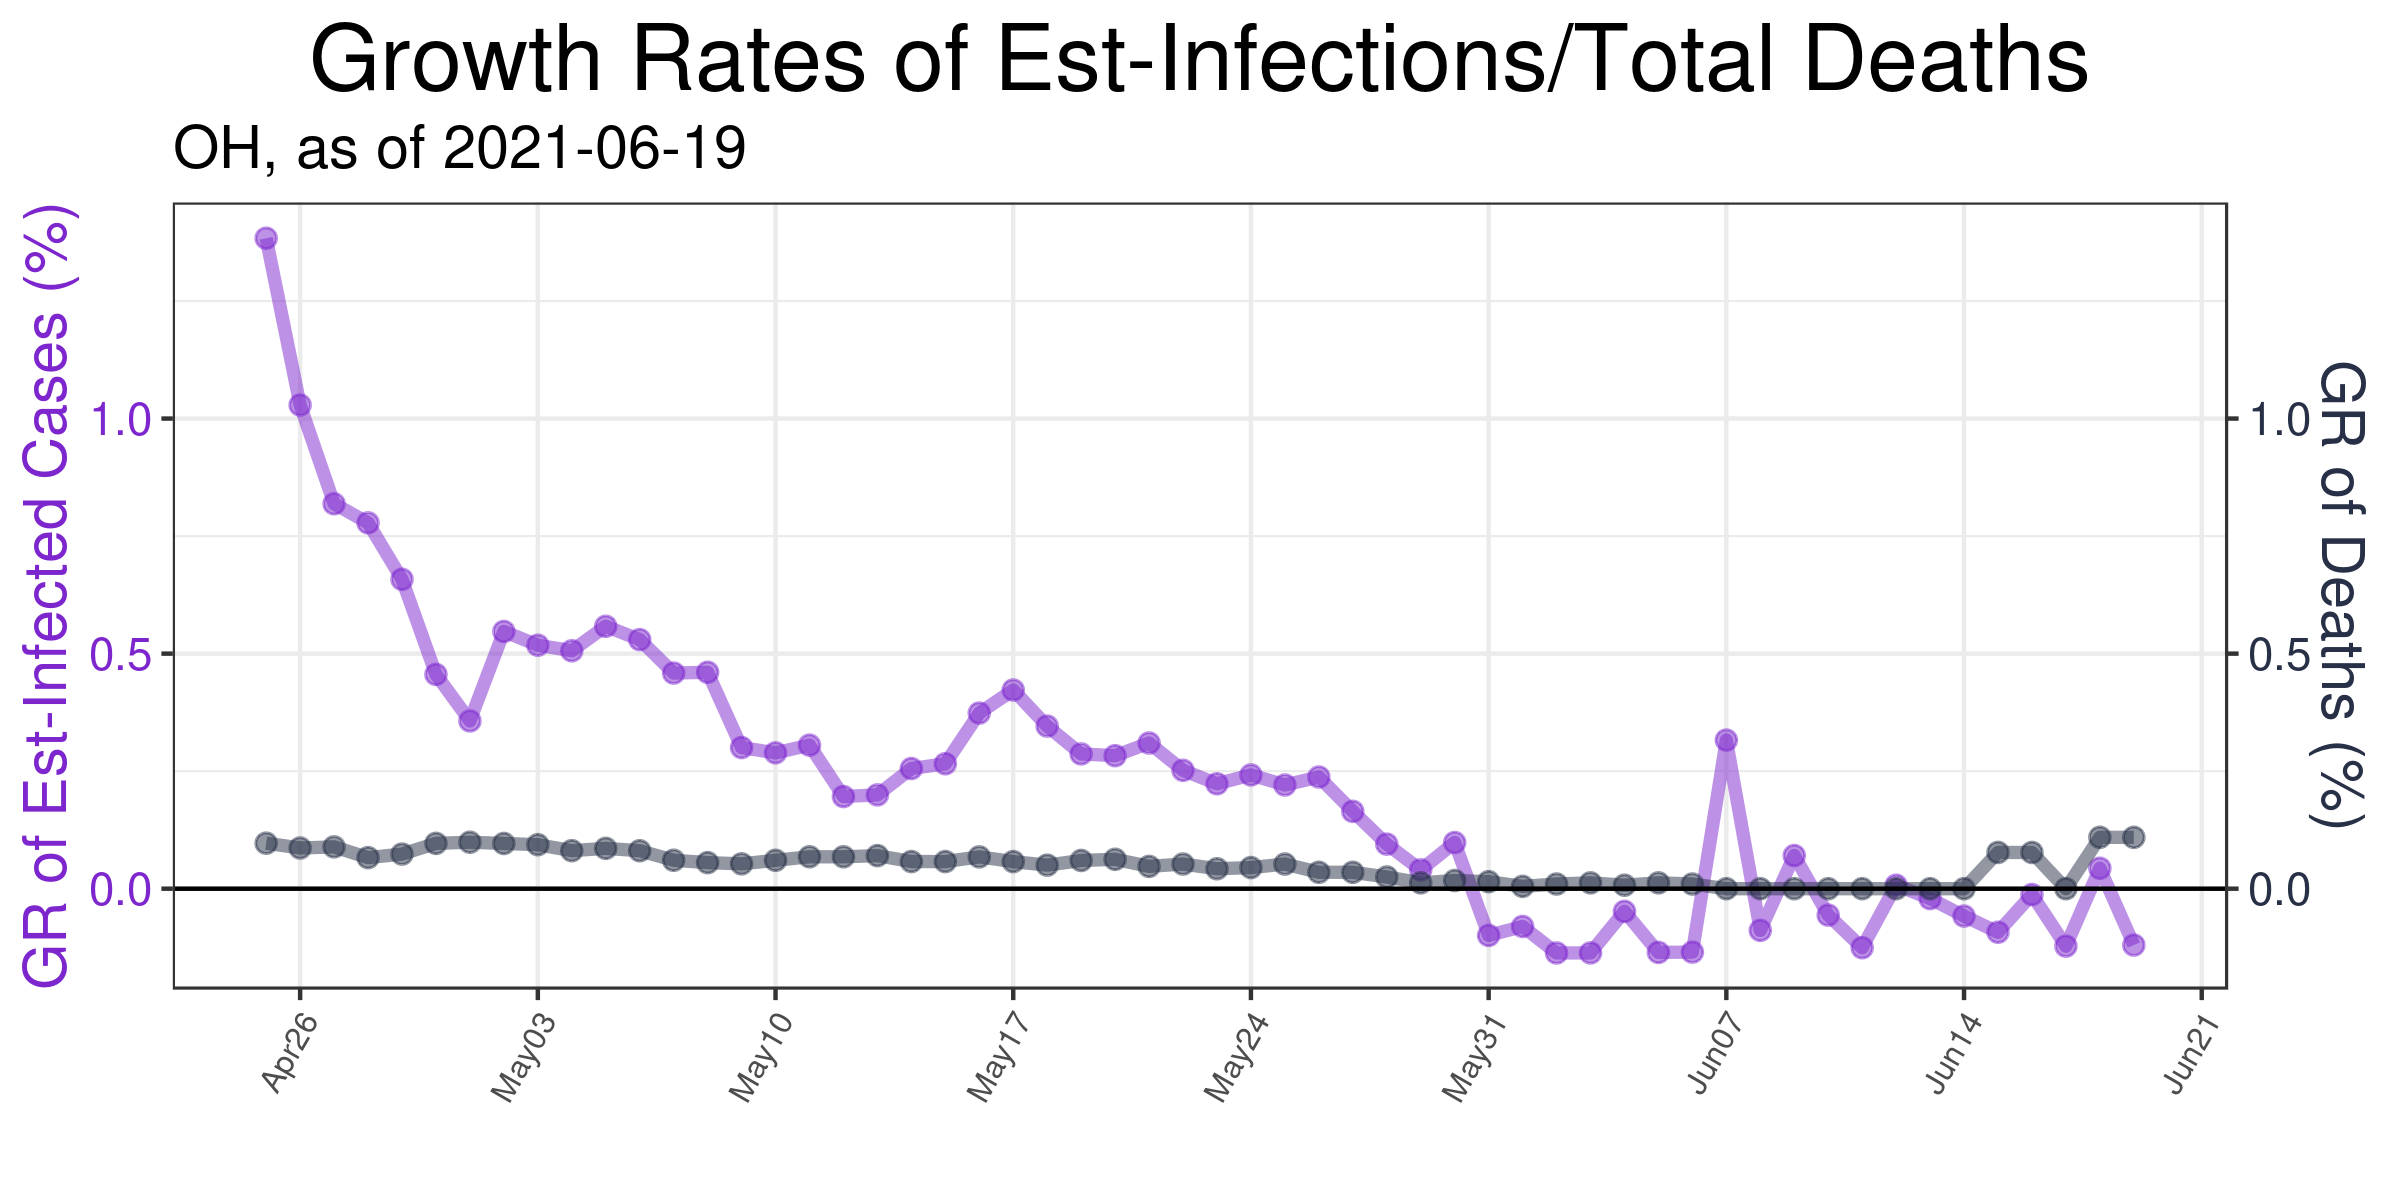 Growth Rates of Est-Infections/Total Deaths
OH, as of 2021-06-19
GR of Est-Infected Cases (%)
1.0
0.5
0.0
1.0
0.5
0.0
GR of Deaths (%)
Apr26
May03
May10
May17
May24
May31
Jun07
Jun14
Jun21